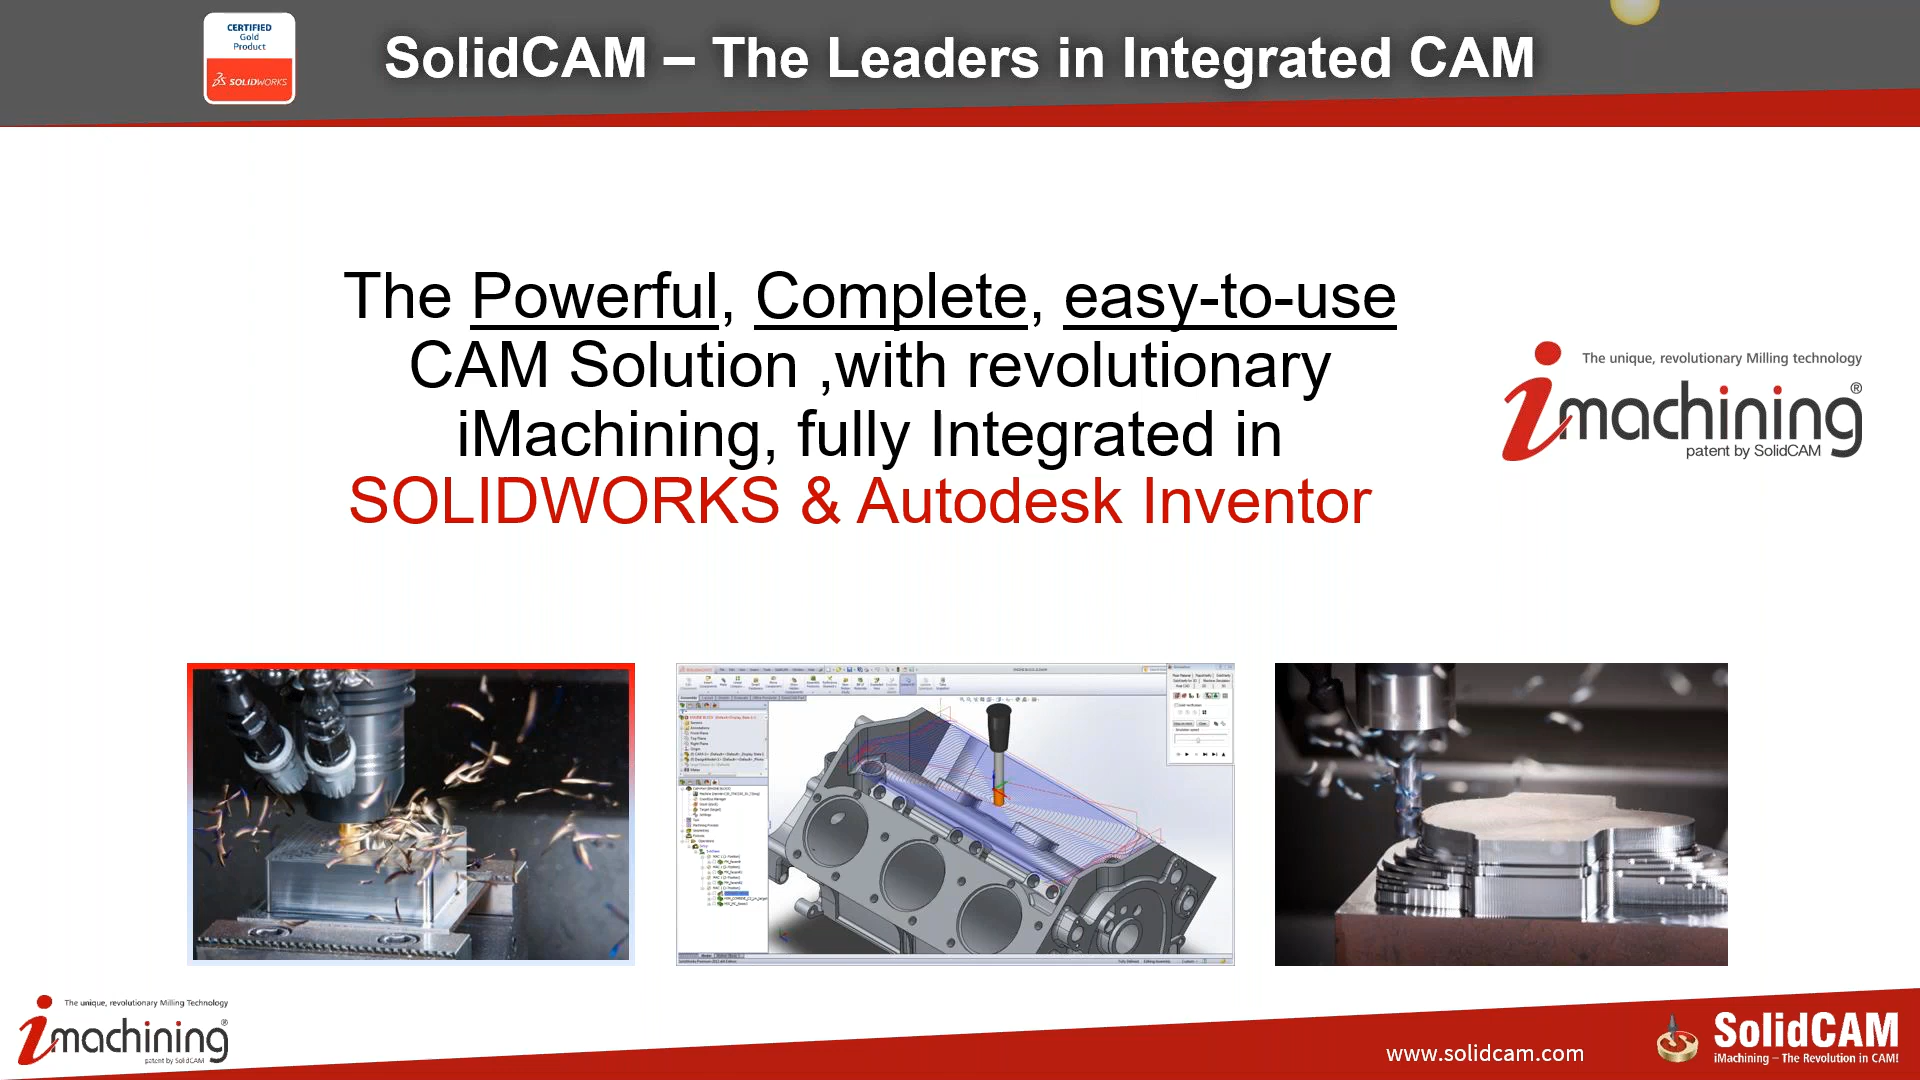 CERTIFIED
Gold
Product
SOLIDWORKS
SolidCAM – The Leaders in Integrated CAM
The Powerful, Complete, easy-to-use
CAM Solution ,with revolutionary
iMachining, fully Integrated in
SOLIDWORKS & Autodesk Inventor
The unique, revolutionary Milling technology
imachining®
patent by SolidCAM
The unique, revolutionary Milling Technology
imachining®
patent by SolidCAM
www.solidcam.com
SolidCAM
iMachining – The Revolution in CAM!